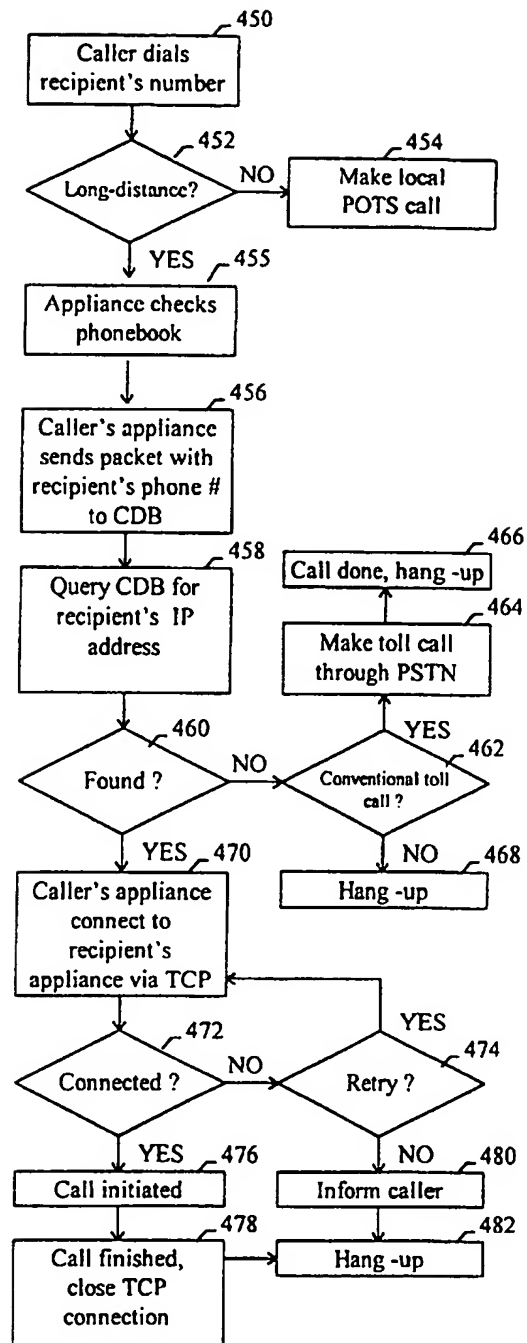 450
Caller dials
recipient's number
452
Long-distance?
NO
454
Make local
POTS call
YES
455
Appliance checks
phonebook
456
Caller's appliance
sends packet with
recipient's phone #
to CDB
458
Query CDB for
recipient's IP
address
466
Call done, hang -up
464
Make toll call
through PSTN
YES
460
Found ?
NO
462
Conventional toll
call ?
YES
470
NO
468
Hang -up
Caller's appliance
connect to
recipient's
appliance via TCP
472
Connected ?
NO
YES
474
Retry ?
YES
476
Call initiated
NO
480
Inform caller
478
Call finished,
close TCP
connection
482
Hang -up